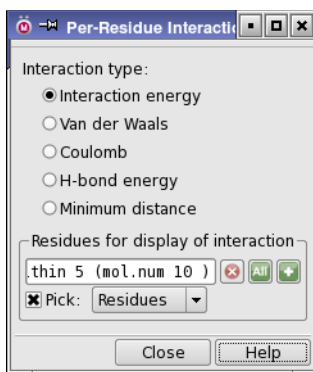 Per-Residue Interactio
Interaction type:
Interaction energy
Van der Waals
Coulomb
H-bond energy
Minimum distance
Residues for display of interaction
.thin 5 (mol.num 10 ) All
Pick: Residues
Close Help